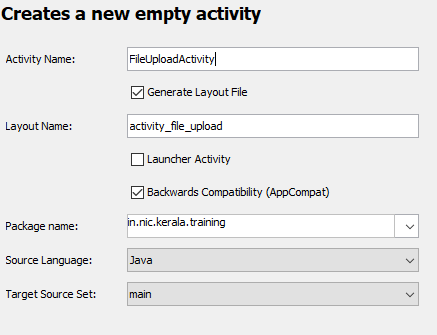 Creates a new empty activity
Activity Name: FileUploadActivity
Generate Layout File
Layout Name: activity_file_upload
Launcher Activity
Backwards Compatibility (AppCompat)
Package name: in.nic.kerala.training
Source Language: Java
Target Source Set: main